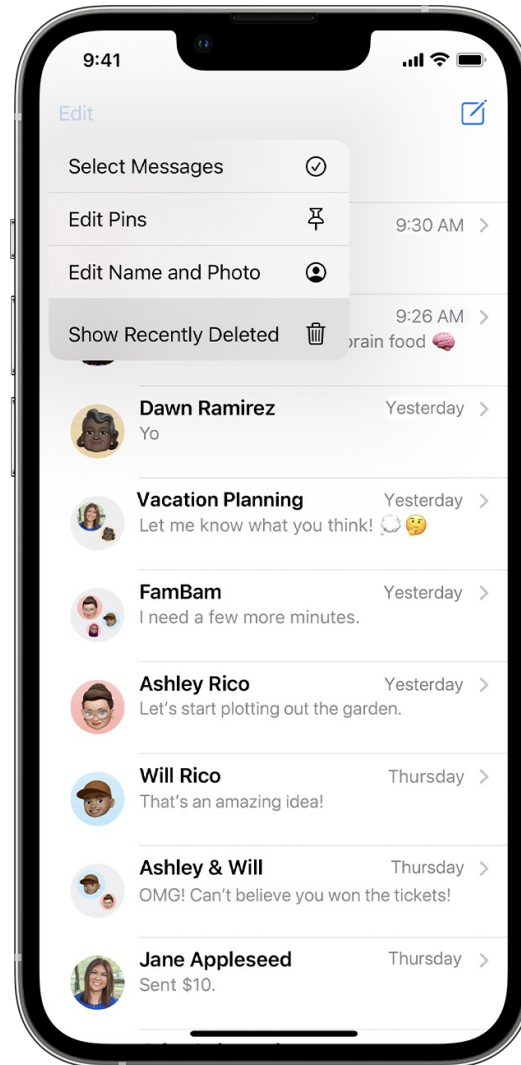 9:41
Edit
Select Messages
Edit Pins
9:30 AM
Edit Name and Photo
Show Recently Deleted
9:26 AM
brain food 🧠
Dawn Ramirez
Yesterday
Yo
Vacation Planning
Yesterday
Let me know what you think! 💭🤔
FamBam
Yesterday
I need a few more minutes.
Ashley Rico
Yesterday
Let's start plotting out the garden.
Will Rico
Thursday
That's an amazing idea!
Ashley & Will
Thursday
OMG! Can't believe you won the tickets!
Jane Appleseed
Thursday
Sent $10.